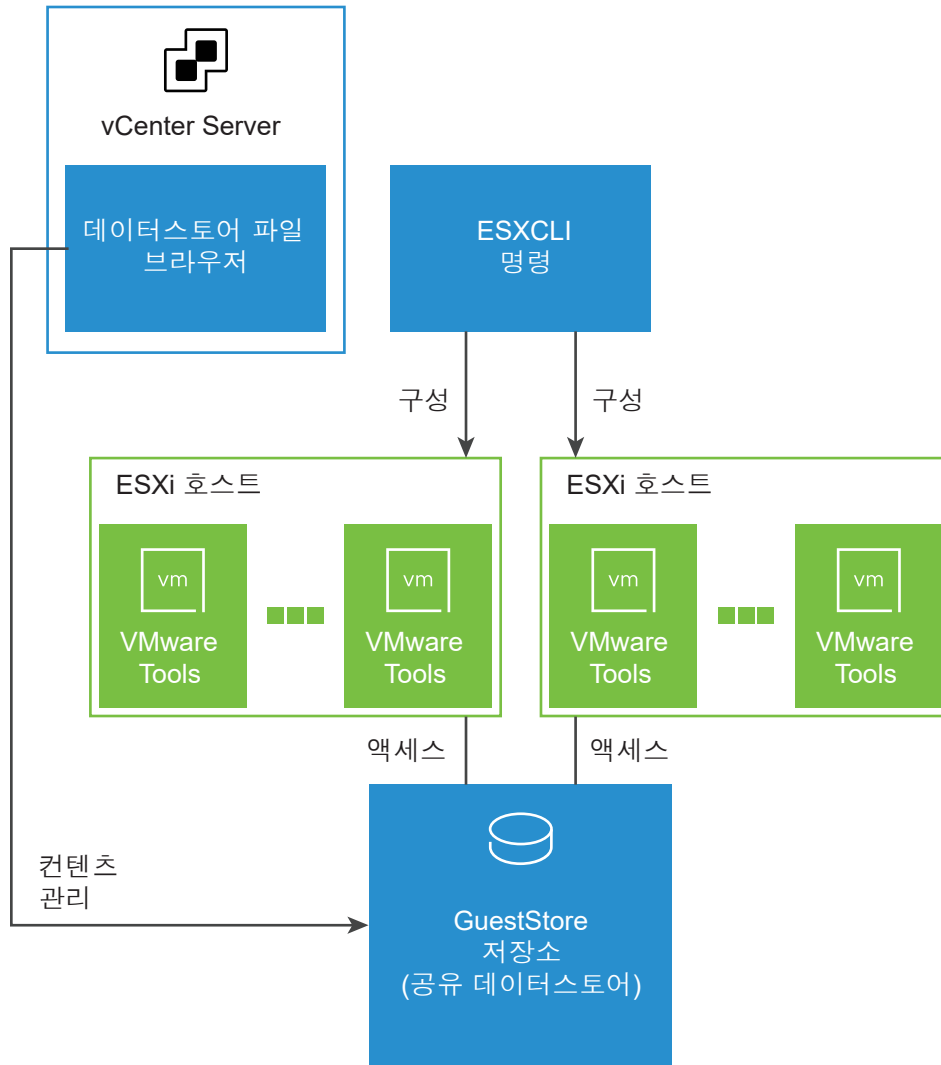 vCenter Server
데이터스토어 파일
브라우저
ESXCLI
명령
구성
구성
ESXi 호스트
vm
VMware
Tools
vm
VMware
Tools
ESXi 호스트
vm
VMware
Tools
vm
VMware
Tools
액세스
액세스
컨텐츠
관리
GuestStore
저장소
(공유 데이터스토어)